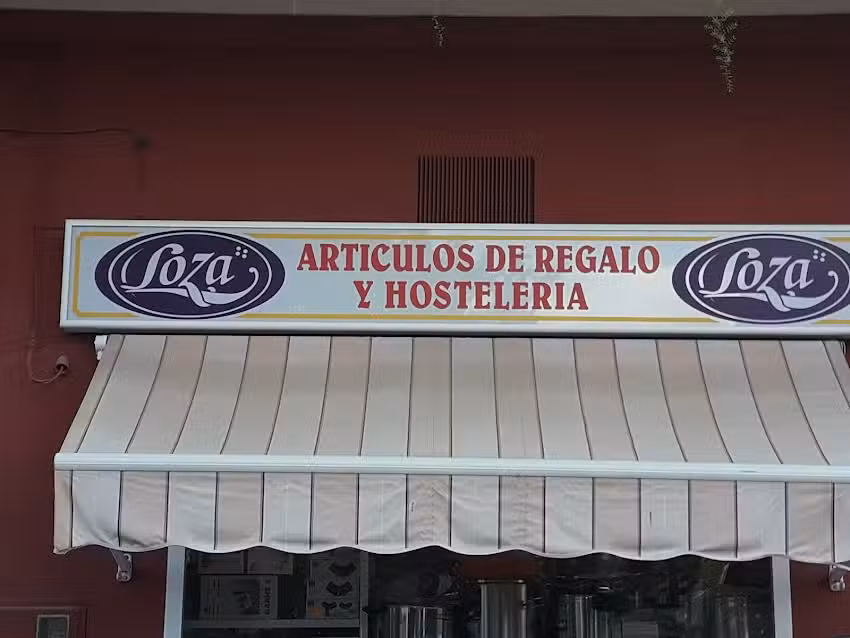 Loza
ARTICULOS DE REGALO
Y HOSTELERIA
Loza